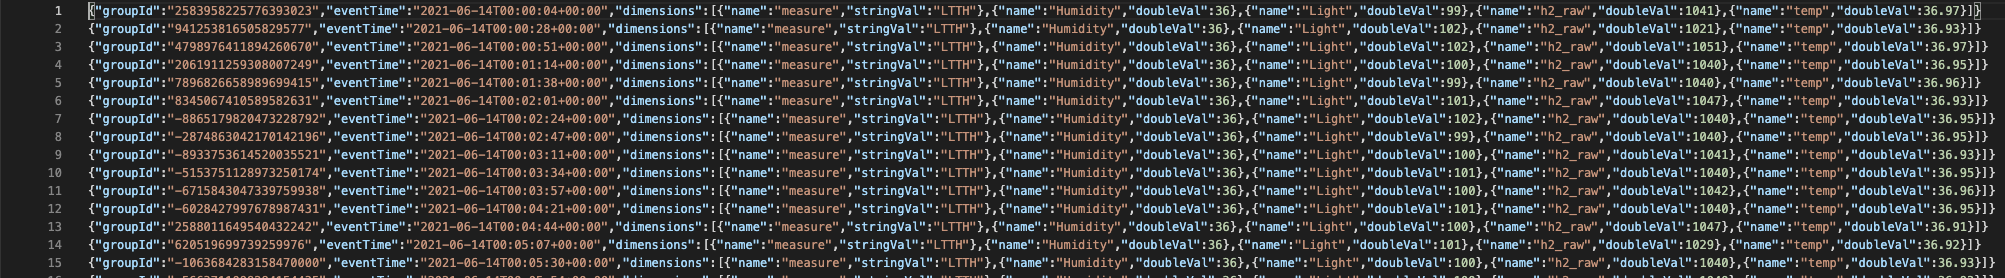 1 {"groupId":"2583958225776393023","eventTime":"2021-06-14T00:00:04+00:00","dimensions":[{"name":"measure","stringVal":"LTTH"},{"name":"Humidity","doubleVal":36},{"name":"Light","doubleVal":99},{"name":"h2_raw","doubleVal":1041},{"name":"temp","doubleVal":36.97}]}
2 {"groupId":"941253816505829577","eventTime":"2021-06-14T00:00:28+00:00","dimensions":[{"name":"measure","stringVal":"LTTH"},{"name":"Humidity","doubleVal":36},{"name":"Light","doubleVal":102},{"name":"h2_raw","doubleVal":1021},{"name":"temp","doubleVal":36.93}]}
3 {"groupId":"4798976411894260670","eventTime":"2021-06-14T00:00:51+00:00","dimensions":[{"name":"measure","stringVal":"LTTH"},{"name":"Humidity","doubleVal":36},{"name":"Light","doubleVal":102},{"name":"h2_raw","doubleVal":1051},{"name":"temp","doubleVal":36.97}]}
4 {"groupId":"2061911259308007249","eventTime":"2021-06-14T00:01:14+00:00","dimensions":[{"name":"measure","stringVal":"LTTH"},{"name":"Humidity","doubleVal":36},{"name":"Light","doubleVal":100},{"name":"h2_raw","doubleVal":1040},{"name":"temp","doubleVal":36.95}]}
5 {"groupId":"7896826658989699415","eventTime":"2021-06-14T00:01:38+00:00","dimensions":[{"name":"measure","stringVal":"LTTH"},{"name":"Humidity","doubleVal":36},{"name":"Light","doubleVal":99},{"name":"h2_raw","doubleVal":1040},{"name":"temp","doubleVal":36.96}]}
6 {"groupId":"8345067410589582631","eventTime":"2021-06-14T00:02:01+00:00","dimensions":[{"name":"measure","stringVal":"LTTH"},{"name":"Humidity","doubleVal":36},{"name":"Light","doubleVal":101},{"name":"h2_raw","doubleVal":1047},{"name":"temp","doubleVal":36.93}]}
7 {"groupId":"-8865179820473228792","eventTime":"2021-06-14T00:02:24+00:00","dimensions":[{"name":"measure","stringVal":"LTTH"},{"name":"Humidity","doubleVal":36},{"name":"Light","doubleVal":102},{"name":"h2_raw","doubleVal":1040},{"name":"temp","doubleVal":36.95}]}
8 {"groupId":"-2874863042170142196","eventTime":"2021-06-14T00:02:47+00:00","dimensions":[{"name":"measure","stringVal":"LTTH"},{"name":"Humidity","doubleVal":36},{"name":"Light","doubleVal":99},{"name":"h2_raw","doubleVal":1040},{"name":"temp","doubleVal":36.95}]}
9 {"groupId":"-8933753614520035521","eventTime":"2021-06-14T00:03:11+00:00","dimensions":[{"name":"measure","stringVal":"LTTH"},{"name":"Humidity","doubleVal":36},{"name":"Light","doubleVal":100},{"name":"h2_raw","doubleVal":1041},{"name":"temp","doubleVal":36.93}]}
10 {"groupId":"-5153751128973250174","eventTime":"2021-06-14T00:03:34+00:00","dimensions":[{"name":"measure","stringVal":"LTTH"},{"name":"Humidity","doubleVal":36},{"name":"Light","doubleVal":101},{"name":"h2_raw","doubleVal":1040},{"name":"temp","doubleVal":36.95}]}
11 {"groupId":"-6715843047339759938","eventTime":"2021-06-14T00:03:57+00:00","dimensions":[{"name":"measure","stringVal":"LTTH"},{"name":"Humidity","doubleVal":36},{"name":"Light","doubleVal":100},{"name":"h2_raw","doubleVal":1042},{"name":"temp","doubleVal":36.96}]}
12 {"groupId":"-6028427997678987431","eventTime":"2021-06-14T00:04:21+00:00","dimensions":[{"name":"measure","stringVal":"LTTH"},{"name":"Humidity","doubleVal":36},{"name":"Light","doubleVal":101},{"name":"h2_raw","doubleVal":1040},{"name":"temp","doubleVal":36.95}]}
13 {"groupId":"2588011649540432242","eventTime":"2021-06-14T00:04:44+00:00","dimensions":[{"name":"measure","stringVal":"LTTH"},{"name":"Humidity","doubleVal":36},{"name":"Light","doubleVal":100},{"name":"h2_raw","doubleVal":1047},{"name":"temp","doubleVal":36.91}]}
14 {"groupId":"620519699739259976","eventTime":"2021-06-14T00:05:07+00:00","dimensions":[{"name":"measure","stringVal":"LTTH"},{"name":"Humidity","doubleVal":36},{"name":"Light","doubleVal":101},{"name":"h2_raw","doubleVal":1029},{"name":"temp","doubleVal":36.92}]}
15 {"groupId":"-1063684283158470000","eventTime":"2021-06-14T00:05:30+00:00","dimensions":[{"name":"measure","stringVal":"LTTH"},{"name":"Humidity","doubleVal":36},{"name":"Light","doubleVal":100},{"name":"h2_raw","doubleVal":1040},{"name":"temp","doubleVal":36.95}]}